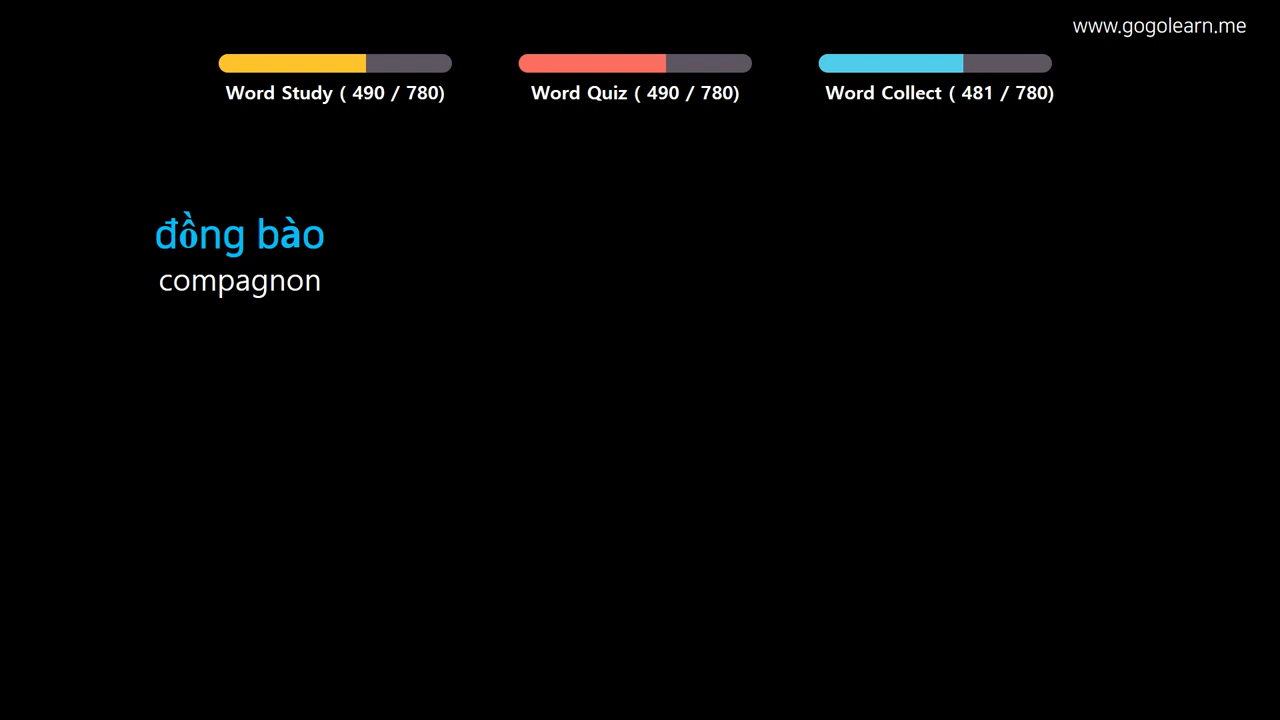 www.gogolearn.me
Word Study ( 490 / 780)
Word Quiz ( 490 / 780)
Word Collect ( 481 / 780)
đồng bào
compagnon